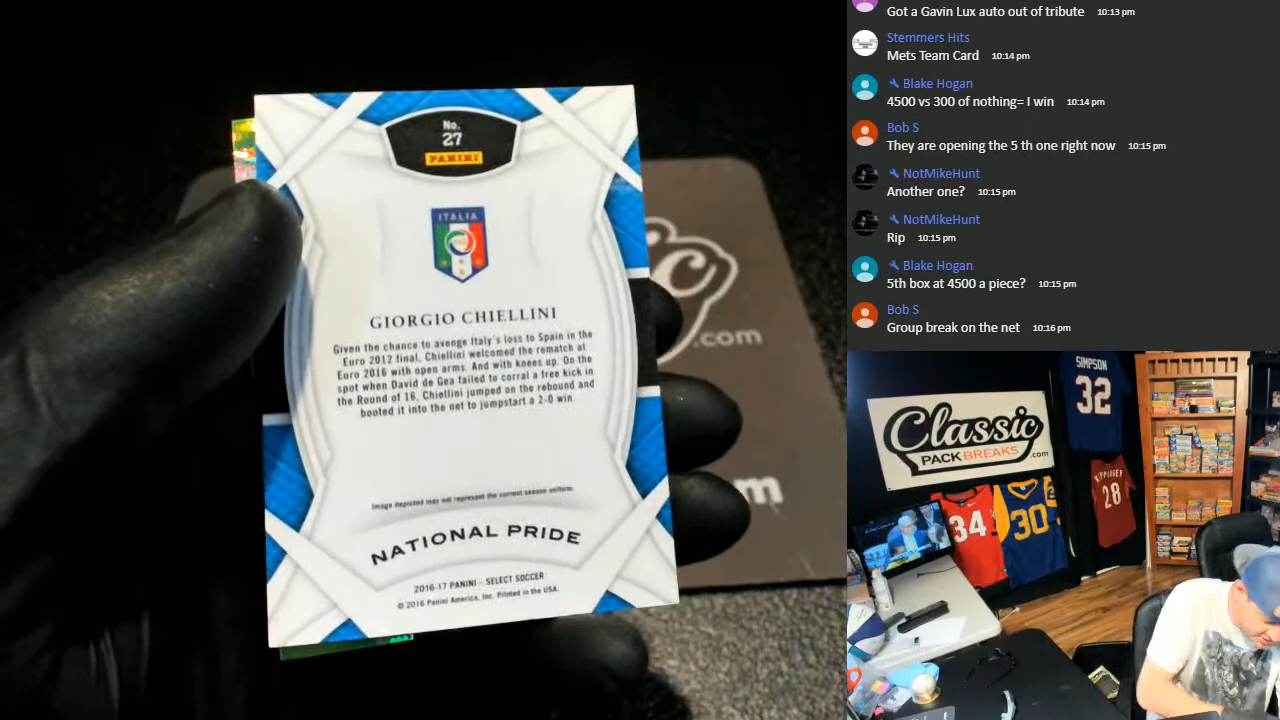 No.
27
PANINI
ITALIA
GIORGIO CHIELLINI
Given the chance to avenge Italy's loss to Spain in the
Euro 2012 final, Chiellini welcomed the rematch at
Euro 2016 with open arms. And with knees up. On the
spot when David de Gea failed to corral a free kick in
the Round of 16, Chiellini jumped on the rebound and
booted it into the net to jumpstart a 2-0 win.
Image depicted may not represent the current season uniform.
NATIONAL PRIDE
2016-17 PANINI - SELECT SOCCER
© 2016 Panini America, Inc. Printed in the USA.
c
.com
m
Got a Gavin Lux auto out of tribute 10:13 pm
Stemmers Hits
Mets Team Card 10:14 pm
Blake Hogan
4500 vs 300 of nothing= I win 10:14 pm
Bob S
They are opening the 5 th one right now 10:15 pm
NotMikeHunt
Another one? 10:15 pm
NotMikeHunt
Rip 10:15 pm
Blake Hogan
5th box at 4500 a piece? 10:15 pm
Bob S
Group break on the net 10:16 pm
SIMPSON
32
Classic
PACKBREAKS
.com
34
30
28